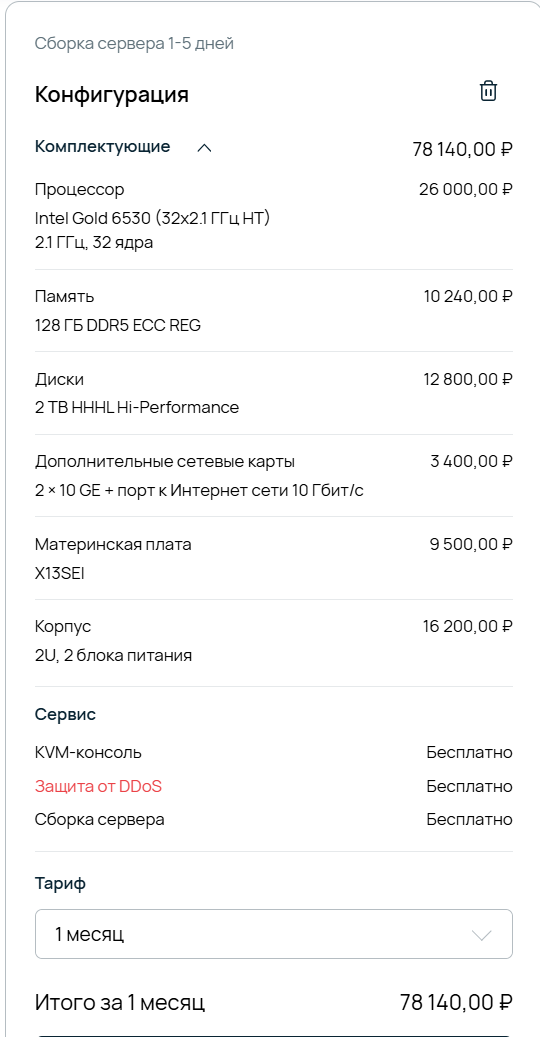 Сборка сервера 1-5 дней
Конфигурация
Комплектующие 78 140,00 ₽
Процессор 26 000,00 ₽
Intel Gold 6530 (32x2.1 ГГц HT)
2.1 ГГц, 32 ядра
Память 10 240,00 ₽
128 ГБ DDR5 ECC REG
Диски 12 800,00 ₽
2 TB HHHL Hi-Performance
Дополнительные сетевые карты 3 400,00 ₽
2 × 10 GE + порт к Интернет сети 10 Гбит/с
Материнская плата 9 500,00 ₽
X13SEI
Корпус 16 200,00 ₽
2U, 2 блока питания
Сервис
KVM-консоль Бесплатно
Защита от DDoS Бесплатно
Сборка сервера Бесплатно
Тариф
1 месяц
Итого за 1 месяц 78 140,00 ₽